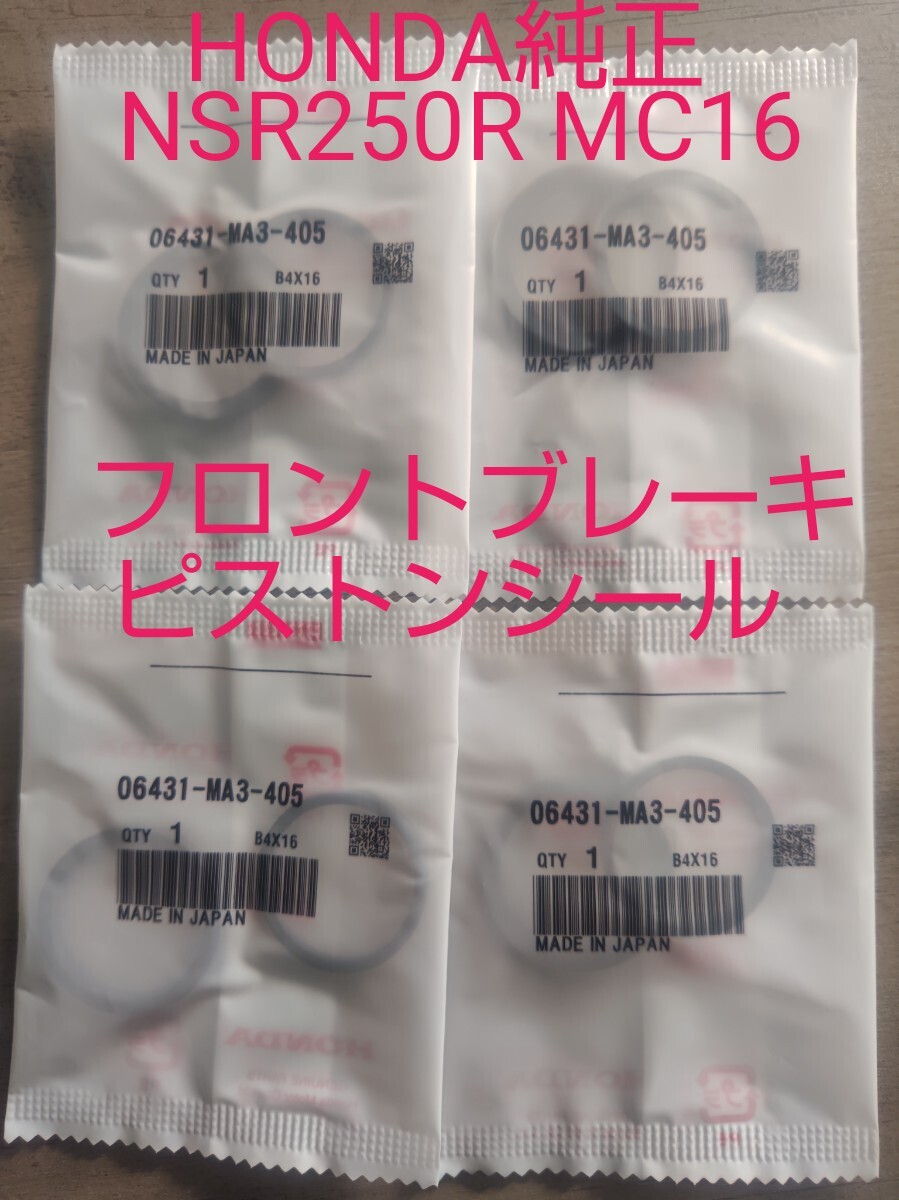 HONDA純正
NSR250R MC16
06431-MA3-405
QTY 1 B4X16
MADE IN JAPAN
06431-MA3-405
QTY 1 B4X16
MADE IN JAPAN
フロントブレーキ
ピストンシール
06431-MA3-405
QTY 1 B4X16
MADE IN JAPAN
HONDA
06431-MA3-405
QTY 1 B4X16
MADE IN JAPAN